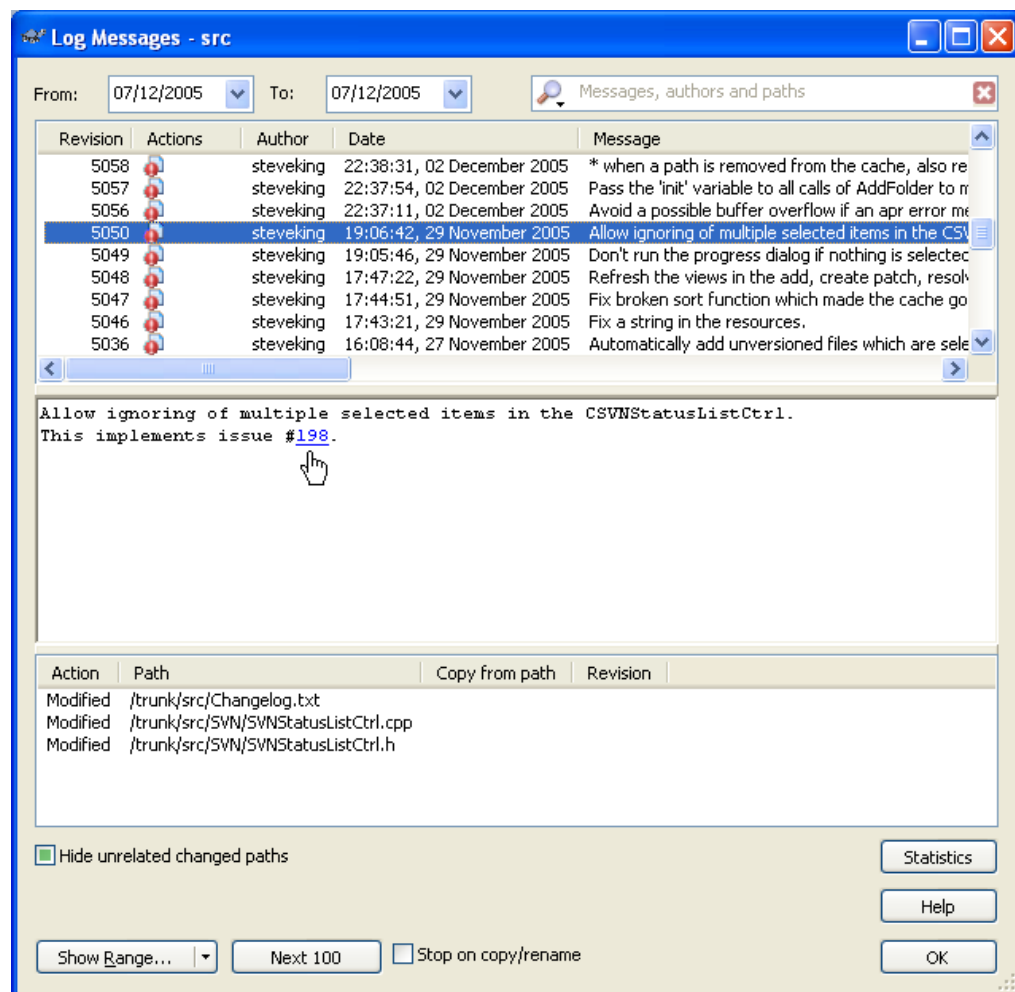 Log Messages - src
From: 07/12/2005 To: 07/12/2005 Messages, authors and paths
Revision Actions Author Date Message
5058 steveking 22:38:31, 02 December 2005 * when a path is removed from the cache, also re
5057 steveking 22:37:54, 02 December 2005 Pass the 'init' variable to all calls of AddFolder to
5056 steveking 22:37:11, 02 December 2005 Avoid a possible buffer overflow if an apr error
5050 steveking 19:06:42, 29 November 2005 Allow ignoring of multiple selected items in the
5049 steveking 19:05:46, 29 November 2005 Don't run the progress dialog if nothing is selected
5048 steveking 17:47:22, 29 November 2005 Refresh the views in the add, create patch,
5047 steveking 17:44:51, 29 November 2005 Fix broken sort function which made the cache go
5046 steveking 17:43:21, 29 November 2005 Fix a string in the resources.
5036 steveking 16:08:44, 27 November 2005 Automatically add unversioned files which are sele
Allow ignoring of multiple selected items in the CSVNStatusListCtrl.
This implements issue #198.
Action Path Copy from path Revision
Modified /trunk/src/Changelog.txt
Modified /trunk/src/SVN/SVNStatusListCtrl.cpp
Modified /trunk/src/SVN/SVNStatusListCtrl.h
Hide unrelated changed paths
Statistics
Help
Show Range... Next 100 Stop on copy/rename OK